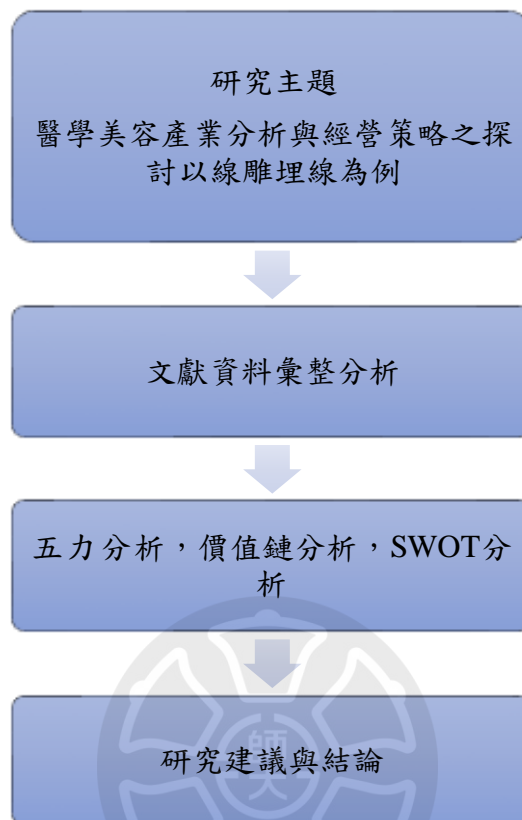 研究主題
醫學美容產業分析與經營策略之探
討以線雕埋線為例
文獻資料彙整分析
五力分析，價值鏈分析，SWOT分
析
師大
研究建議與結論